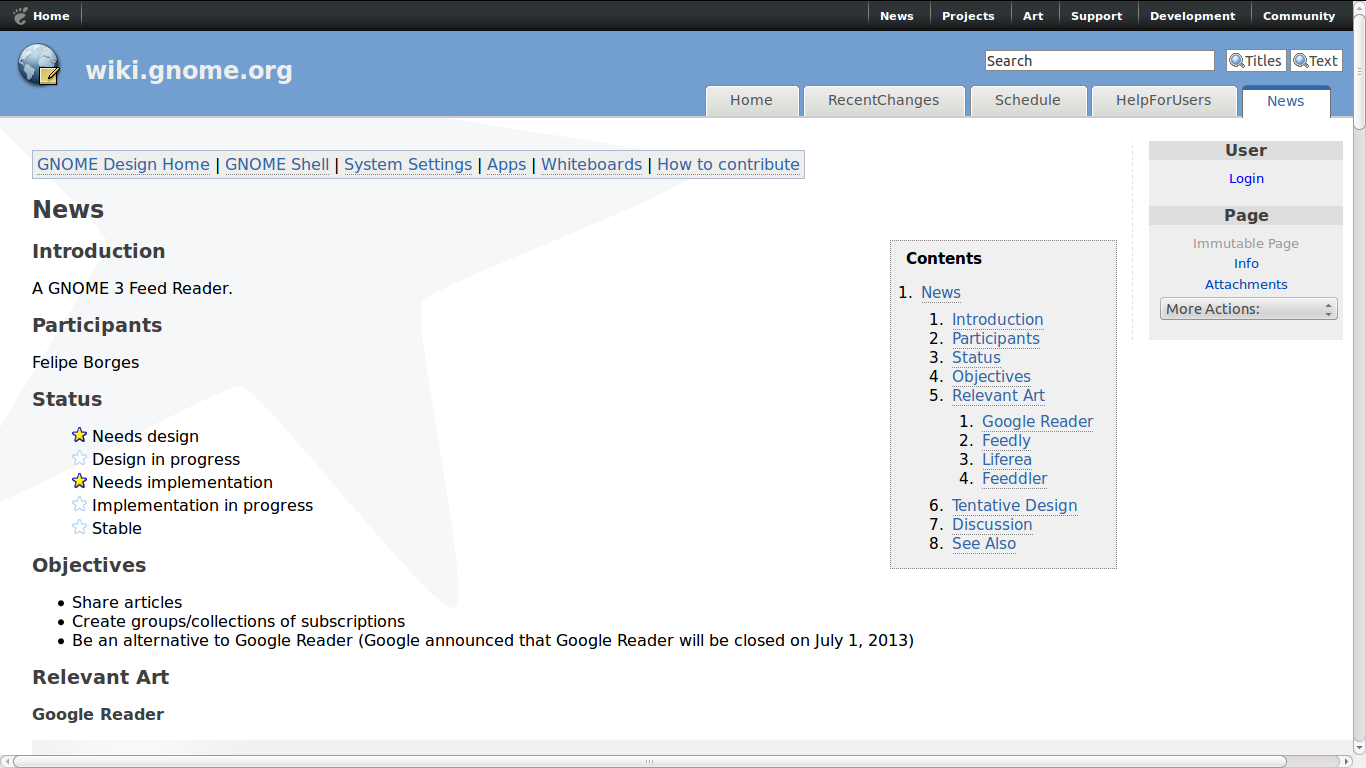 Home News Projects Art Support Development Community
wiki.gnome.org
Search Titles Text
Home RecentChanges Schedule HelpForUsers News
GNOME Design Home | GNOME Shell | System Settings | Apps | Whiteboards | How to contribute
News
Introduction
A GNOME 3 Feed Reader.
Participants
Felipe Borges
Status
Needs design
Design in progress
Needs implementation
Implementation in progress
Stable
Objectives
• Share articles
• Create groups/collections of subscriptions
• Be an alternative to Google Reader (Google announced that Google Reader will be closed on July 1, 2013)
Relevant Art
Google Reader
Contents
1. News
1. Introduction
2. Participants
3. Status
4. Objectives
5. Relevant Art
1. Google Reader
2. Feedly
3. Liferea
4. Feeddler
6. Tentative Design
7. Discussion
8. See Also
User
Login
Page
Immutable Page
Info
Attachments
More Actions: